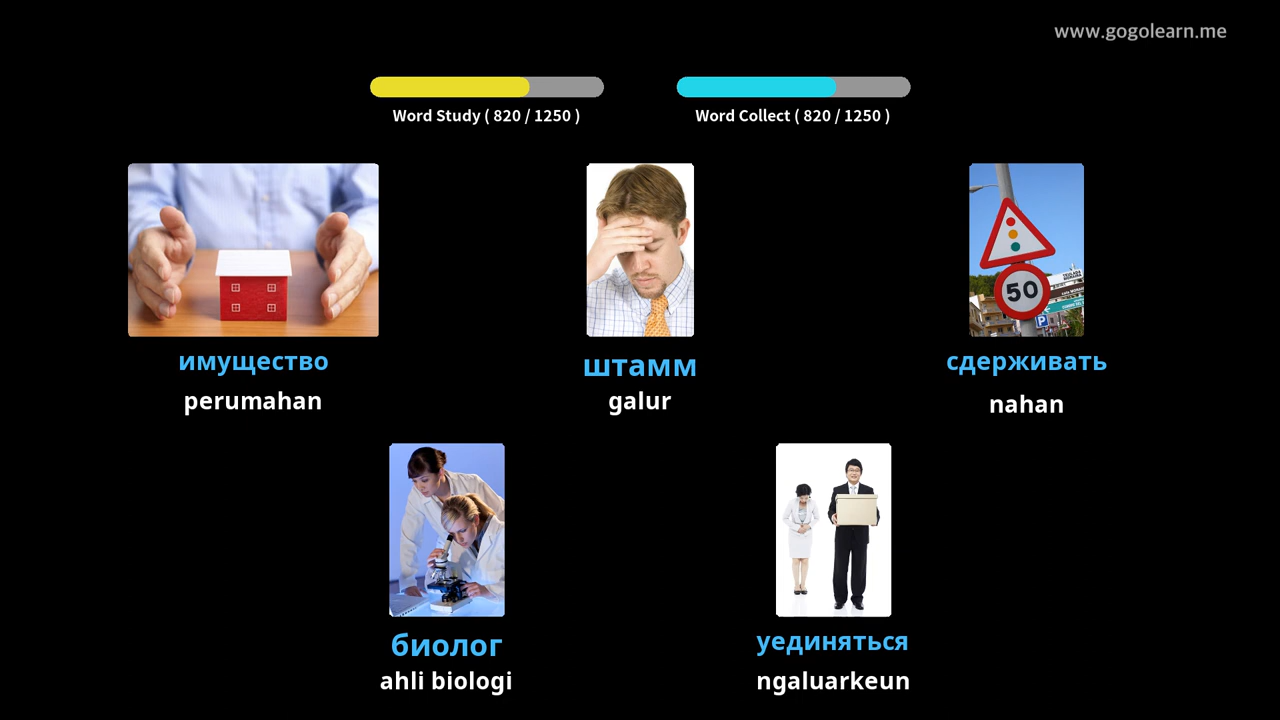 www.gogolearn.me
Word Study ( 820 / 1250 )
Word Collect ( 820 / 1250 )
50
P
имущество
штамм
сдерживать
perumahan
galur
nahan
биолог
уединяться
ahli biologi
ngaluarkeun